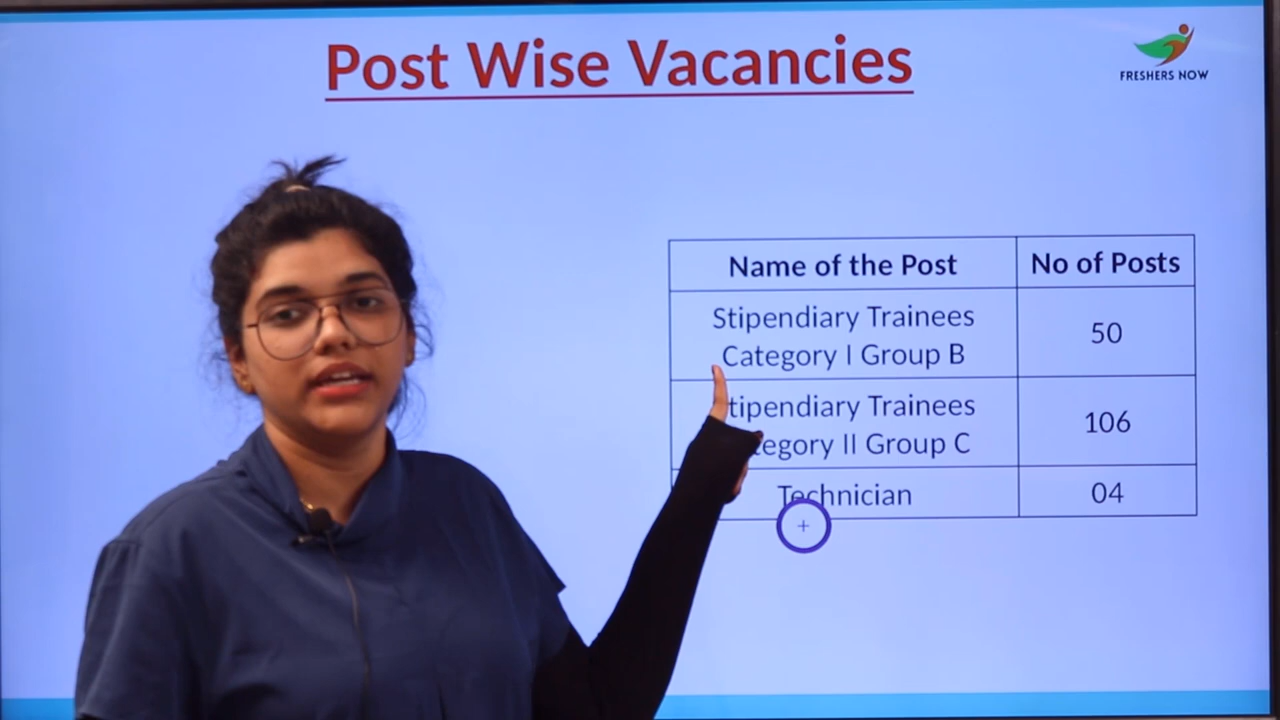 Post Wise Vacancies
FRESHERS NOW
Name of the Post
No of Posts
Stipendiary Trainees
Category I Group B
50
tipendiary Trainees
egory II Group C
106
Technician
04